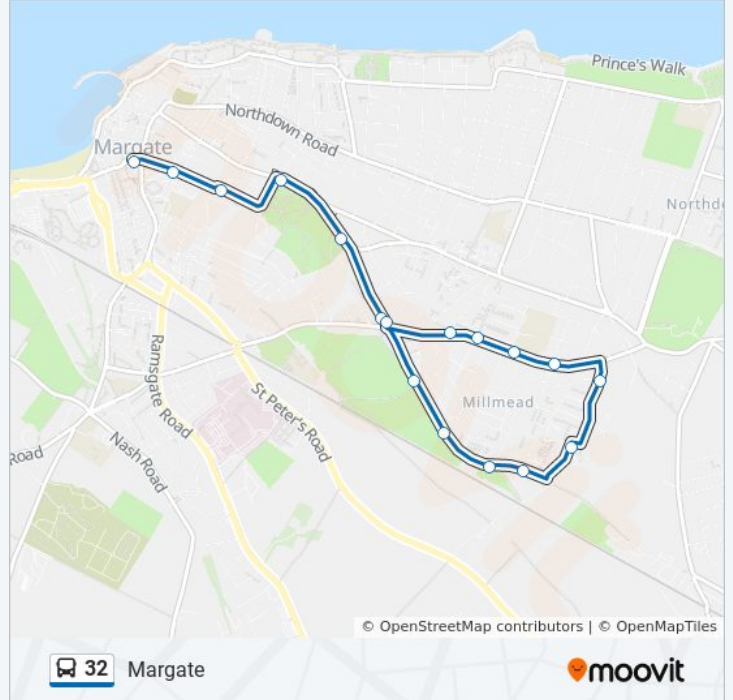 Prince's Walk
Northdown Road
Margate
Northd
Ramsgate Road
St Peter's Road
Millmead
Nash Road
Road
© OpenStreetMap contributors | © OpenMapTiles
32 Margate
moovit